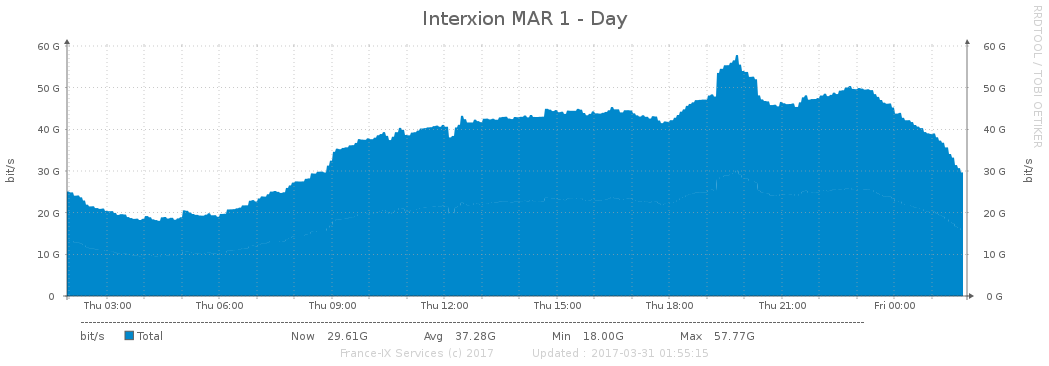 Interxion MAR 1 - Day
RRDTOOL / TOBI OETIKER
60 G 60 G
50 G 50 G
40 G 40 G
30 G 30 G
20 G 20 G
10 G 10 G
0 0 G
bit/s bit/s
Thu 03:00 Thu 06:00 Thu 09:00 Thu 12:00 Thu 15:00 Thu 18:00 Thu 21:00 Fri 00:00
bit/s Total Now 29.61G Avg 37.28G Min 18.00G Max 57.77G
France-IX Services (c) 2017 Updated : 2017-03-31 01:55:15